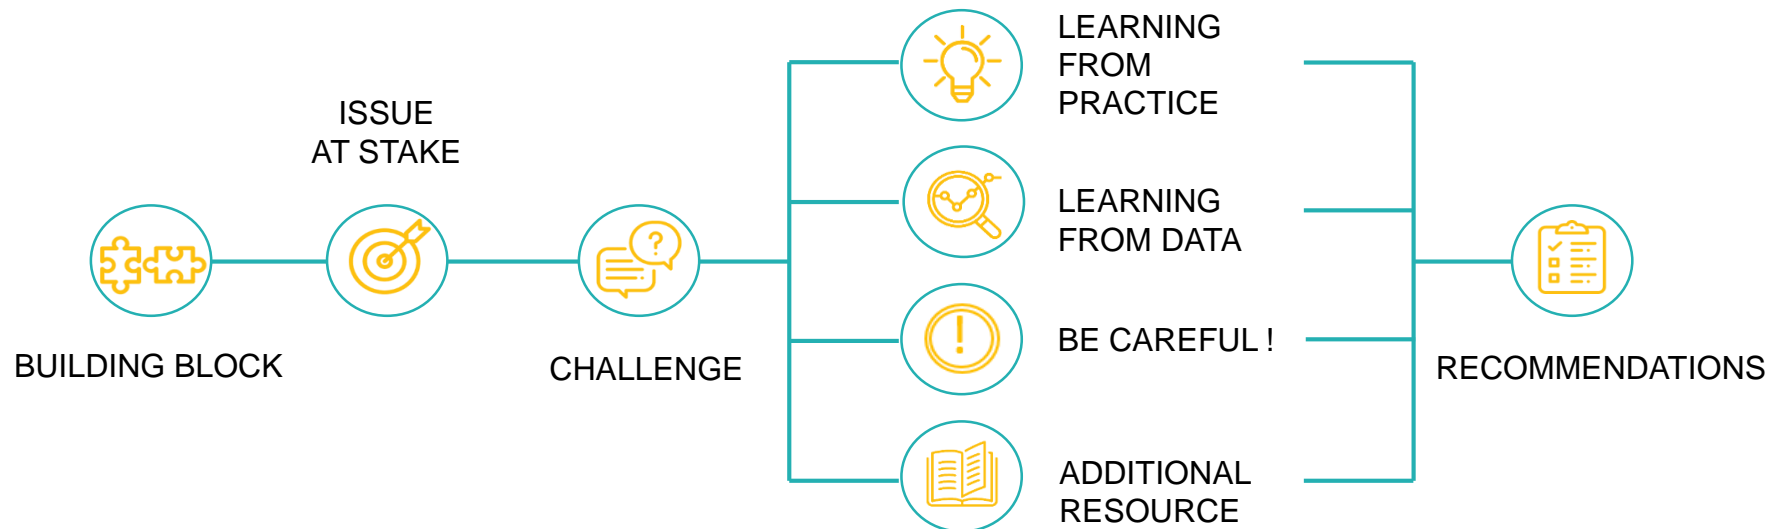 BUILDING BLOCK
ISSUE
AT STAKE
CHALLENGE
LEARNING
FROM
PRACTICE
LEARNING
FROM DATA
BE CAREFUL !
ADDITIONAL
RESOURCE
RECOMMENDATIONS